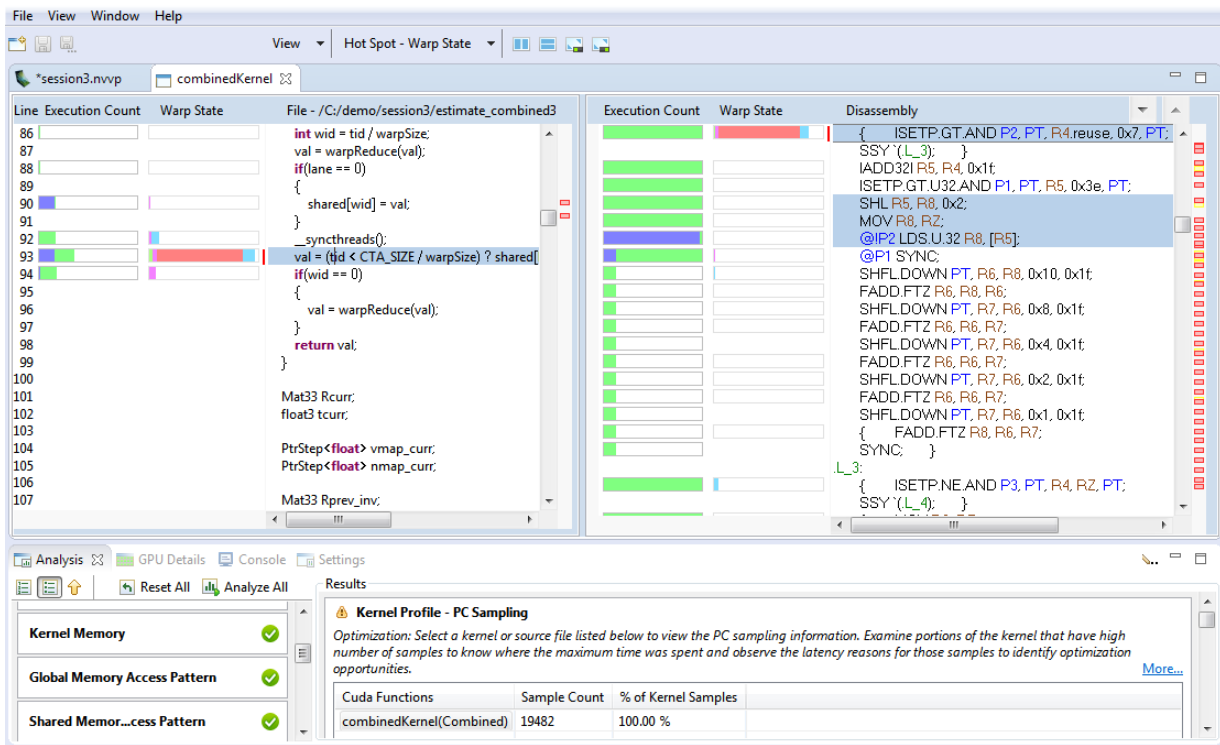 File View Window Help
View Hot Spot - Warp State
*session3.nvvp combinedKernel
Line Execution Count Warp State File - /C:/demo/session3/estimate_combined3
86 int wid = tid / warpSize;
87 val = warpReduce(val);
88 if(lane == 0)
89 {
90 shared[wid] = val;
91 }
92 __syncthreads();
93 val = (tid < CTA_SIZE / warpSize) ? shared[
94 if(wid == 0)
95 {
96 val = warpReduce(val);
97 }
98 return val;
99 }
100
101 Mat33 Rcurr;
102 float3 tcurr;
103
104 PtrStep<float> vmap_curr;
105 PtrStep<float> nmap_curr;
106
107 Mat33 Rprev_inv;
Execution Count Warp State Disassembly
{ ISETP.GT.AND P2, PT, R4.reuse, 0x7, PT;
SSY `(.L_3); }
IADD32I R5, R4, 0x1f;
ISETP.GT.U32.AND P1, PT, R5, 0x3e, PT;
SHL R5, R8, 0x2;
MOV R8, RZ;
@!P2 LDS.U.32 R8, [R5];
@P1 SYNC;
SHFL.DOWN PT, R6, R8, 0x10, 0x1f;
FADD.FTZ R6, R8, R6;
SHFL.DOWN PT, R7, R6, 0x8, 0x1f;
FADD.FTZ R6, R6, R7;
SHFL.DOWN PT, R7, R6, 0x4, 0x1f;
FADD.FTZ R6, R6, R7;
SHFL.DOWN PT, R7, R6, 0x2, 0x1f;
FADD.FTZ R6, R6, R7;
SHFL.DOWN PT, R7, R6, 0x1, 0x1f;
{ FADD.FTZ R8, R6, R7;
SYNC; }
.L_3:
{ ISETP.NE.AND P3, PT, R4, RZ, PT;
SSY `(.L_4); }
Analysis GPU Details Console Settings
Reset All Analyze All
Kernel Memory
Global Memory Access Pattern
Shared Memor...cess Pattern
Results
Kernel Profile - PC Sampling
Optimization: Select a kernel or source file listed below to view the PC sampling information. Examine portions of the kernel that have high
number of samples to know where the maximum time was spent and observe the latency reasons for those samples to identify optimization
opportunities. More...
Cuda Functions Sample Count % of Kernel Samples
combinedKernel(Combined) 19482 100.00 %